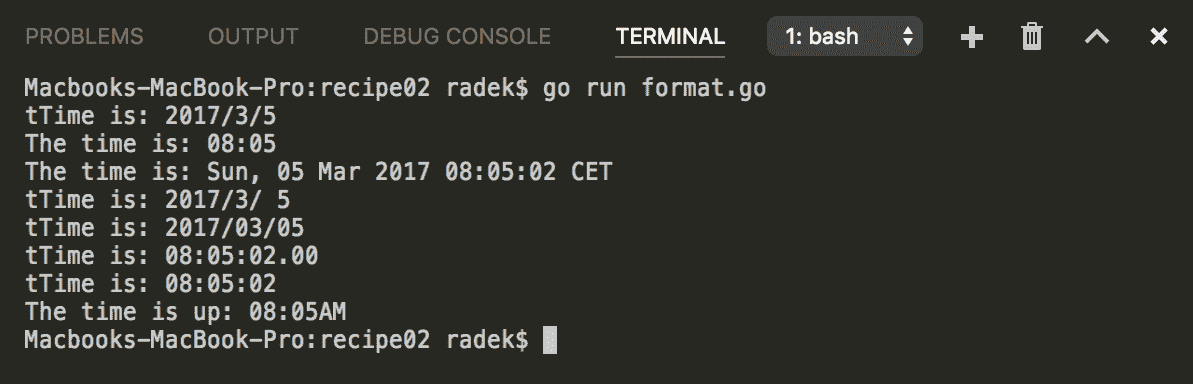 PROBLEMS OUTPUT DEBUG CONSOLE TERMINAL 1: bash
Macbooks-MacBook-Pro:recipe02 radek$ go run format.go
tTime is: 2017/3/5
The time is: 08:05
The time is: Sun, 05 Mar 2017 08:05:02 CET
tTime is: 2017/3/ 5
tTime is: 2017/03/05
tTime is: 08:05:02.00
tTime is: 08:05:02
The time is up: 08:05AM
Macbooks-MacBook-Pro:recipe02 radek$